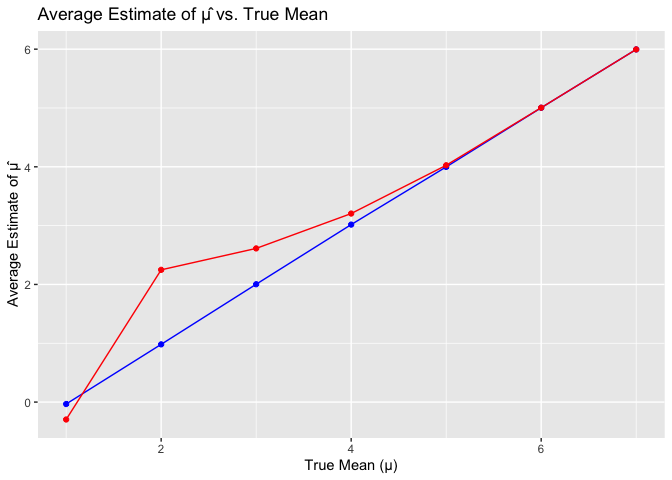 Average Estimate of μ̂ vs. True Mean
Average Estimate of μ̂
6
4
2
0
2
4
6
True Mean (μ)